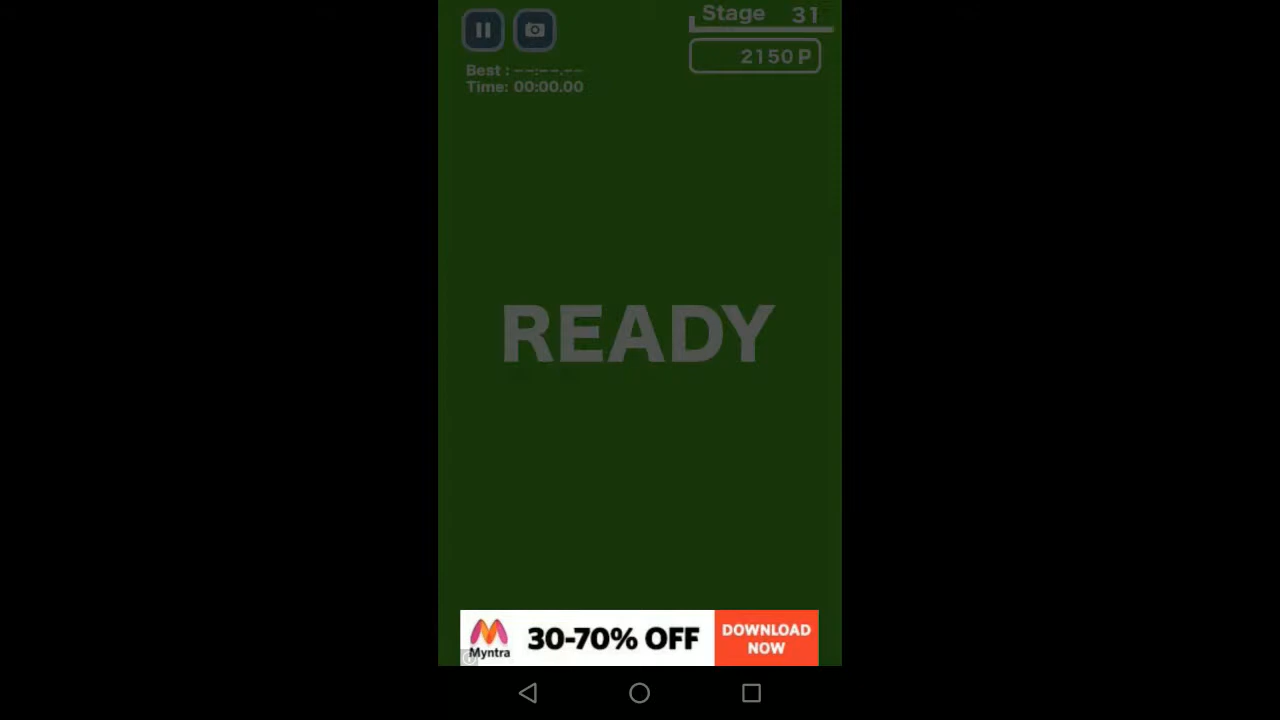 Stage 31
2150 P
Best : --:--.--
Time: 00:00.00
READY
Myntra
30-70% OFF
DOWNLOAD
NOW